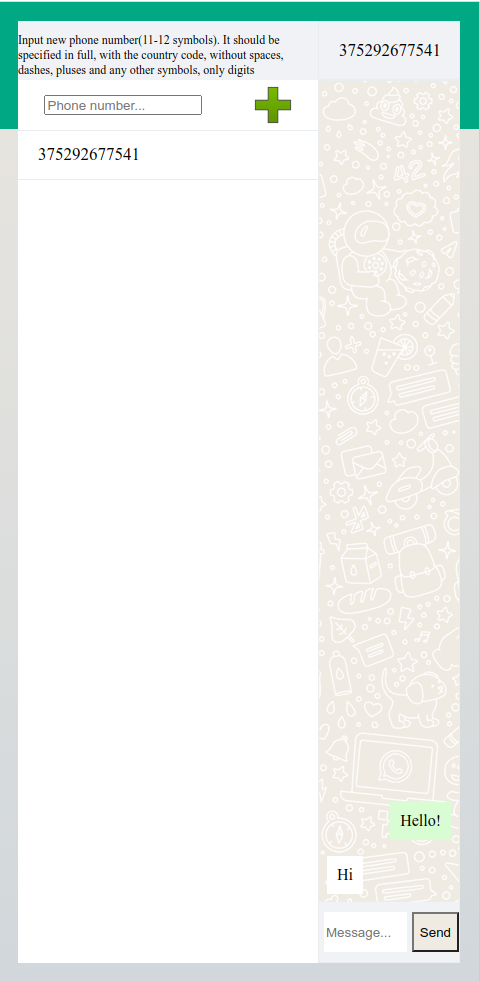 Input new phone number(11-12 symbols). It should be
specified in full, with the country code, without spaces,
dashes, pluses and any other symbols, only digits
Phone number...
375292677541
375292677541
Hello!
Hi
Message...
Send